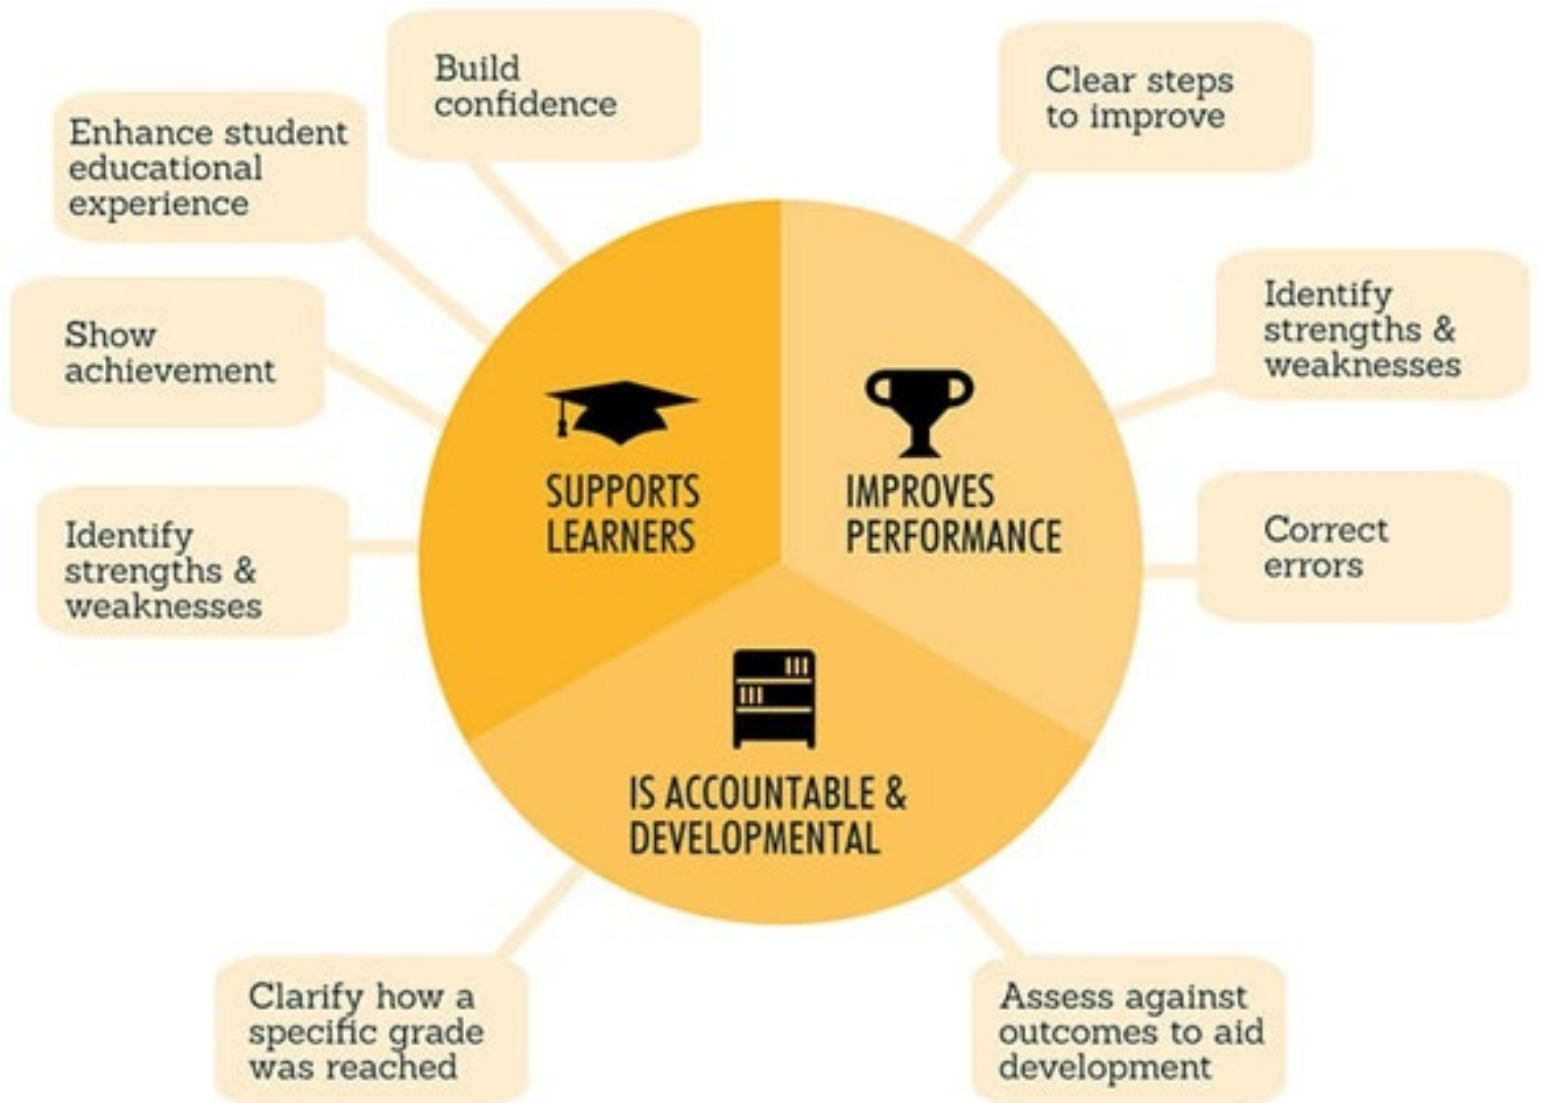 Build
confidence
Clear steps
to improve
Enhance student
educational
experience
Identify
strengths &
weaknesses
Show
achievement
SUPPORTS
LEARNERS
IMPROVES
PERFORMANCE
Identify
strengths &
weaknesses
Correct
errors
IS ACCOUNTABLE &
DEVELOPMENTAL
Clarify how a
specific grade
was reached
Assess against
outcomes to aid
development